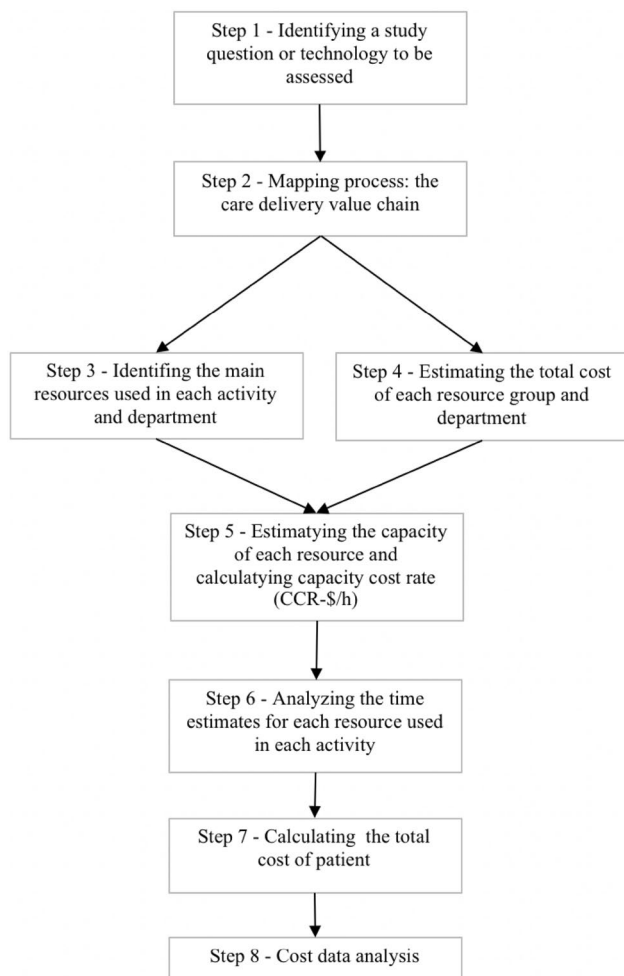 Step 1 - Identifying a study
question or technology to be
assessed
Step 2 - Mapping process: the
care delivery value chain
Step 3 - Identifing the main
resources used in each activity
and department
Step 4 - Estimating the total cost
of each resource group and
department
Step 5 - Estimatying the capacity
of each resource and
calculatying capacity cost rate
(CCR-$/h)
Step 6 - Analyzing the time
estimates for each resource used
in each activity
Step 7 - Calculating  the total
cost of patient
Step 8 - Cost data analysis